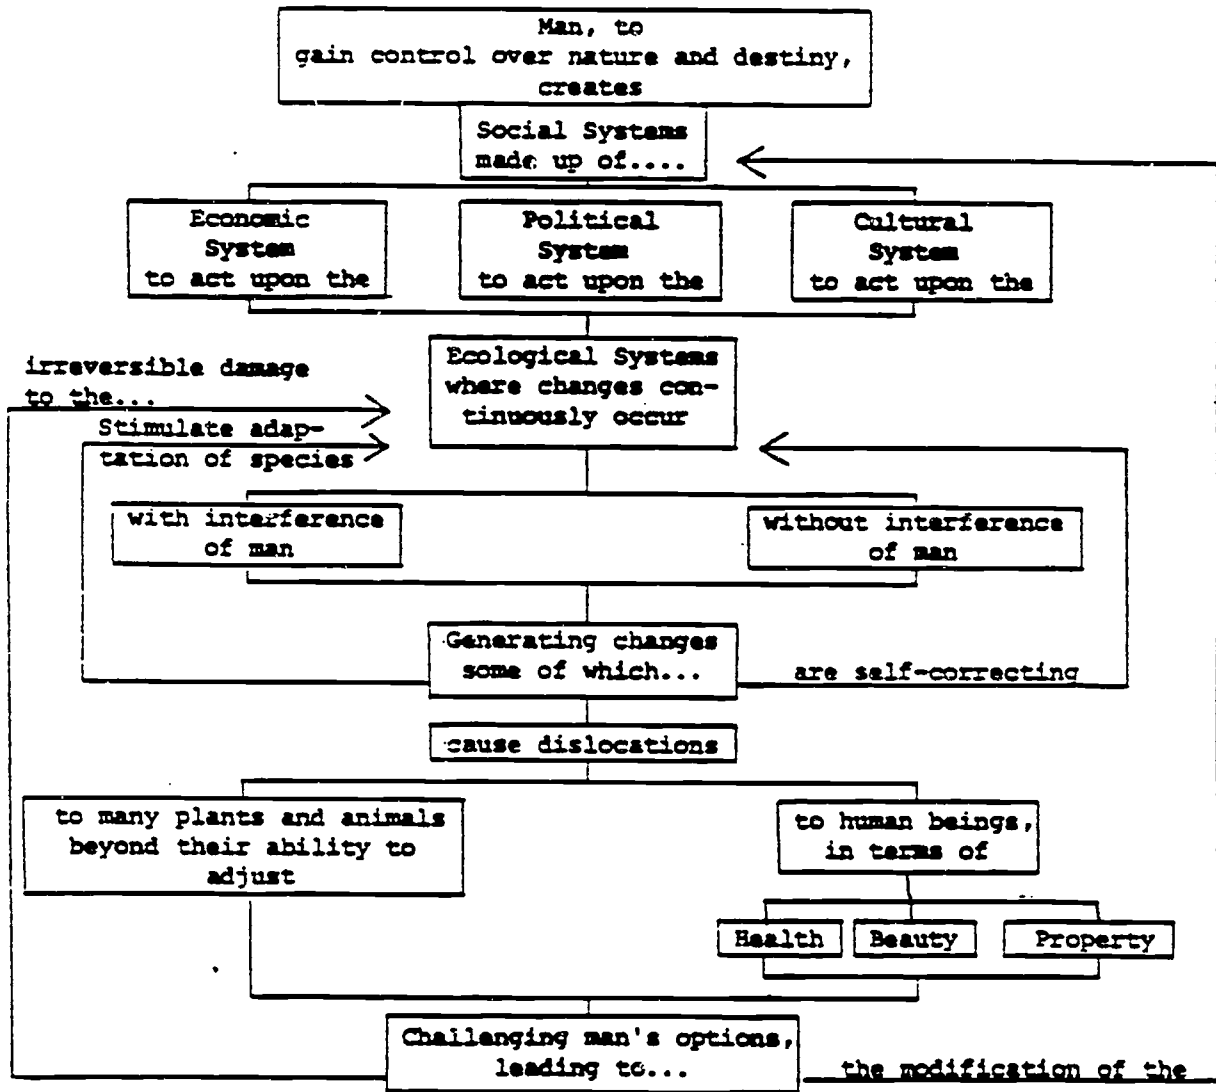 Man, to
gain control over nature and destiny,
creates
Social Systems
made up of....
Economic
System
to act upon the
Political
System
to act upon the
Cultural
System
to act upon the
Ecological Systems
where changes con-
tinuously occur
irreversible damage
to the...
Stimulate adap-
tation of species
with interference
of man
without interference
of man
Generating changes
some of which...
are self-correcting
cause dislocations
to many plants and animals
beyond their ability to
adjust
to human beings,
in terms of
Health
Beauty
Property
Challenging man's options,
leading to...
the modification of the